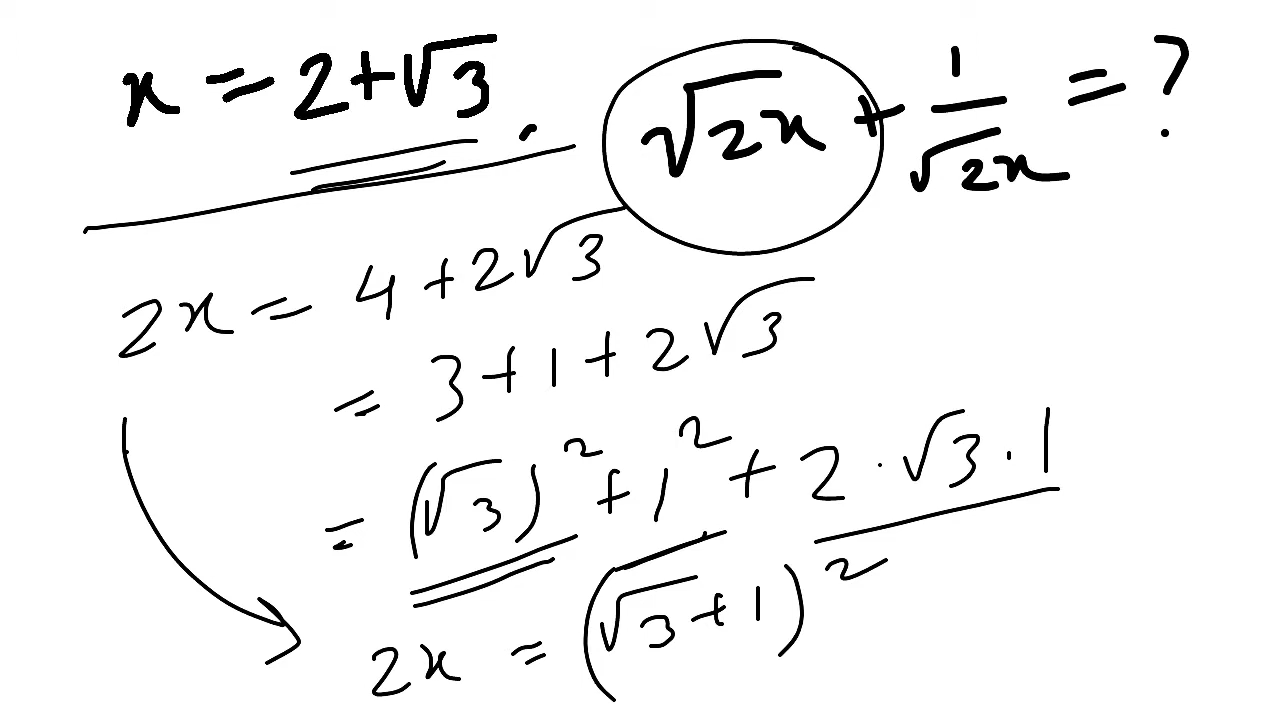 x = 2+√3. √2x + 1/√2x = ?
2x = 4+2√3
= 3+1+2√3
= (√3)²+1²+2·√3·1
2x = (√3+1)²